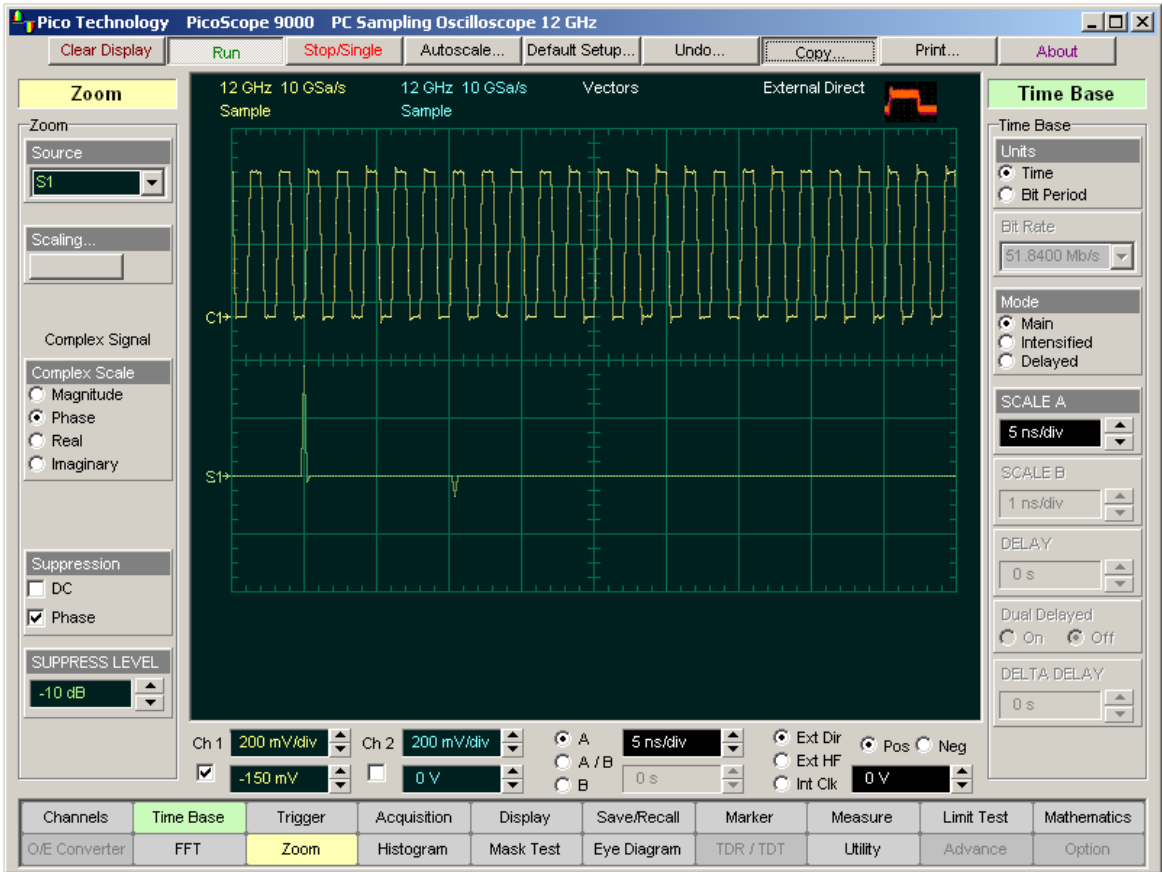 Pico Technology PicoScope 9000 PC Sampling Oscilloscope 12 GHz
Clear Display Run Stop/Single Autoscale... Default Setup... Undo... Copy... Print... About
Zoom
Zoom
Source
S1
Scaling...
Complex Signal
Complex Scale
Magnitude
Phase
Real
Imaginary
Suppression
DC
Phase
SUPPRESS LEVEL
-10 dB
12 GHz 10 GSa/s 12 GHz 10 GSa/s Vectors External Direct
Sample Sample
C1
S1
Time Base
Time Base
Units
Time
Bit Period
Bit Rate
51.8400 Mb/s
Mode
Main
Intensified
Delayed
SCALE A
5 ns/div
SCALE B
1 ns/div
DELAY
0 s
Dual Delayed
On Off
DELTA DELAY
0 s
Ch 1 200 mV/div Ch 2 200 mV/div A 5 ns/div Ext Dir Pos Neg
A / B Ext HF
-150 mV 0 V B 0 s Int Clk 0 V
Channels Time Base Trigger Acquisition Display Save/Recall Marker Measure Limit Test Mathematics
O/E Converter FFT Zoom Histogram Mask Test Eye Diagram TDR / TDT Utility Advance Option